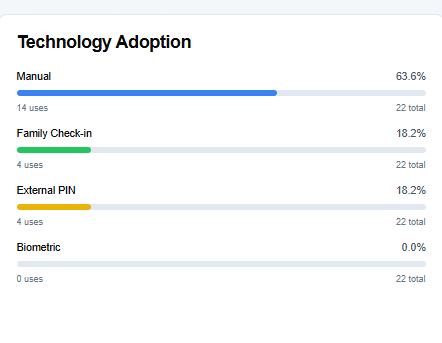 Technology Adoption
Manual 63.6%
14 uses 22 total
Family Check-in 18.2%
4 uses 22 total
External PIN 18.2%
4 uses 22 total
Biometric 0.0%
0 uses 22 total